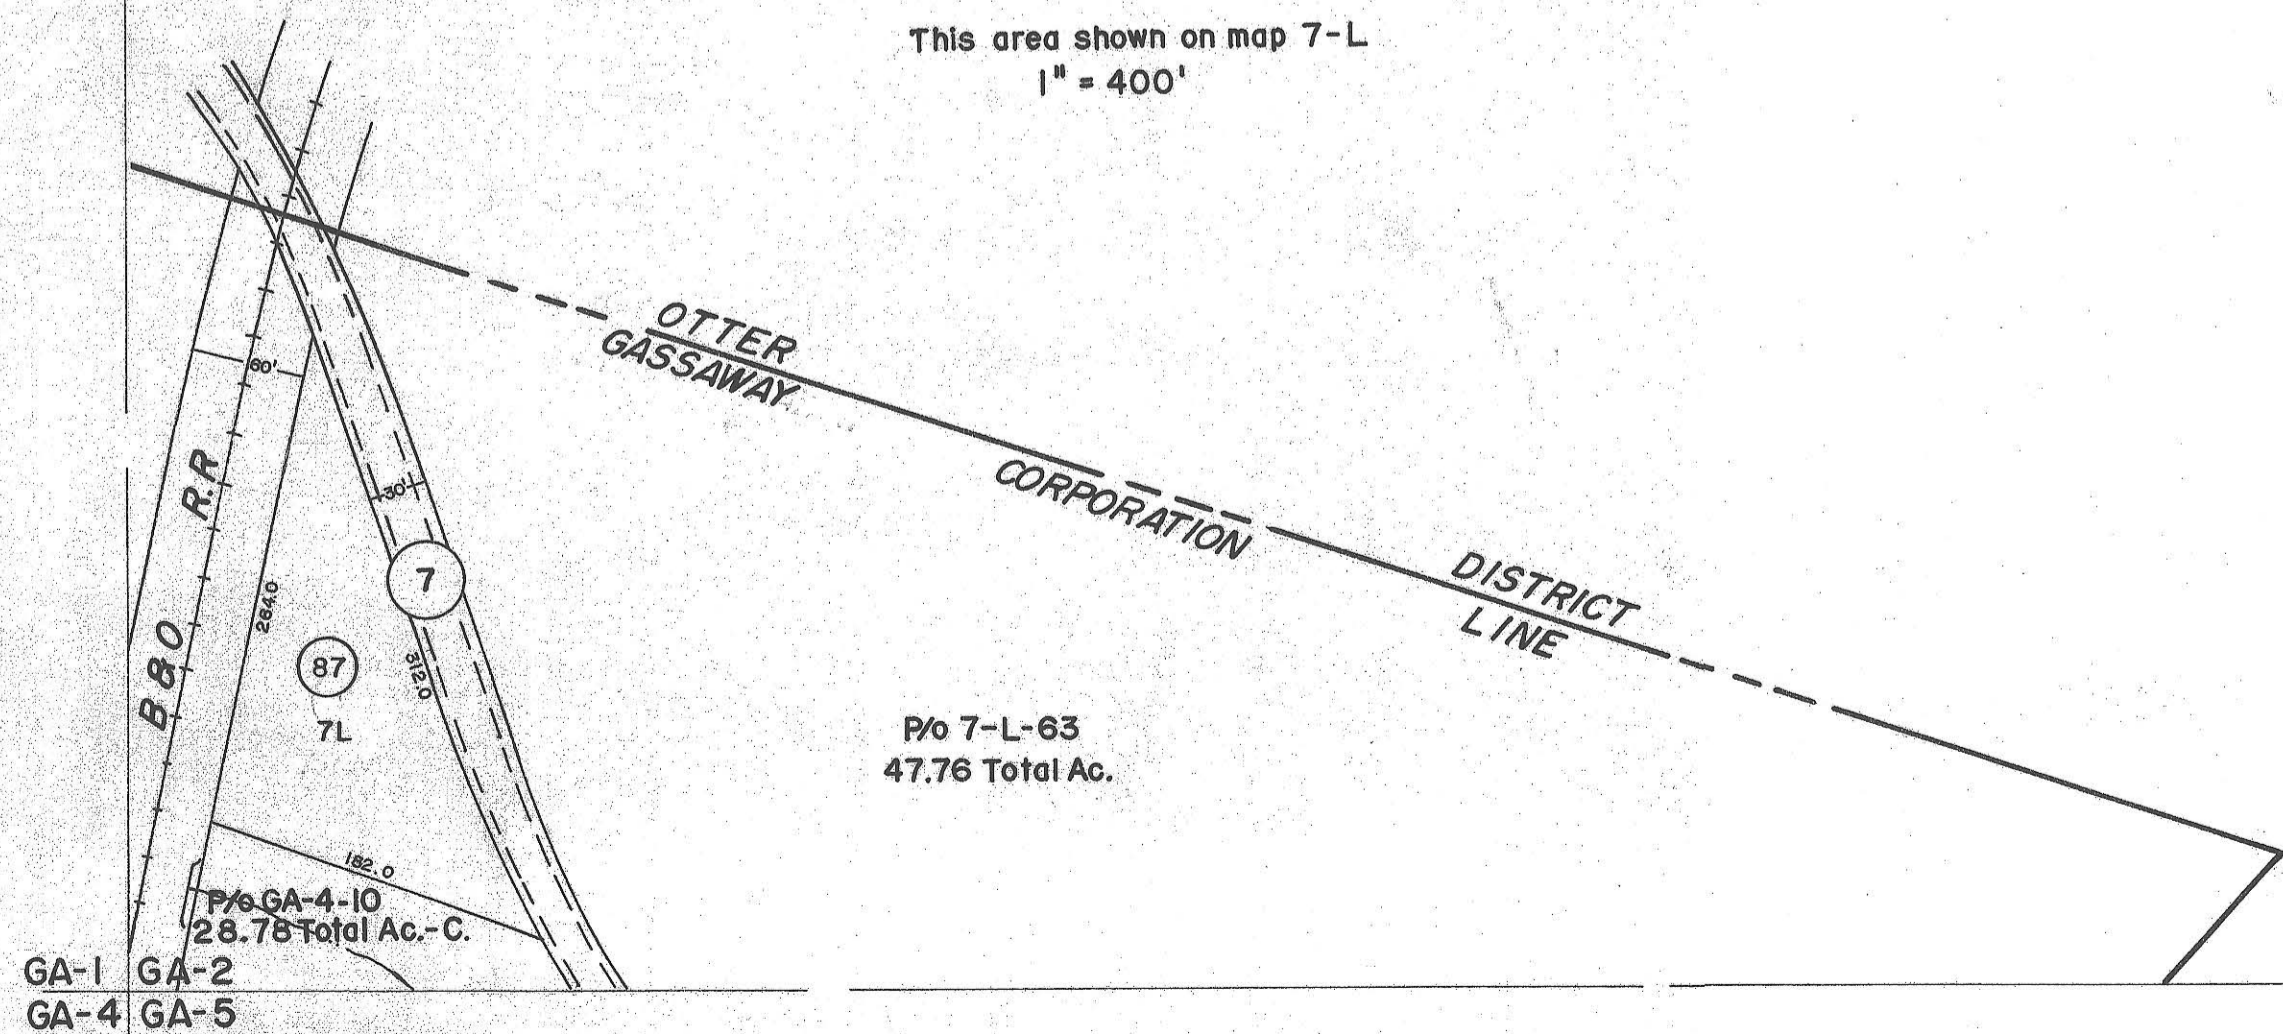 This area shown on map 7-L
1" = 400'
OTTER
GASSAWAY
60'
R.R
CORPORATION
30'
DISTRICT
LINE
7
284.0
B&O
87
312.0
7L
P/o 7-L-63
47.76 Total Ac.
182.0
P/o GA-4-10
28.78 Total Ac.-C.
GA-1 GA-2
GA-4 GA-5